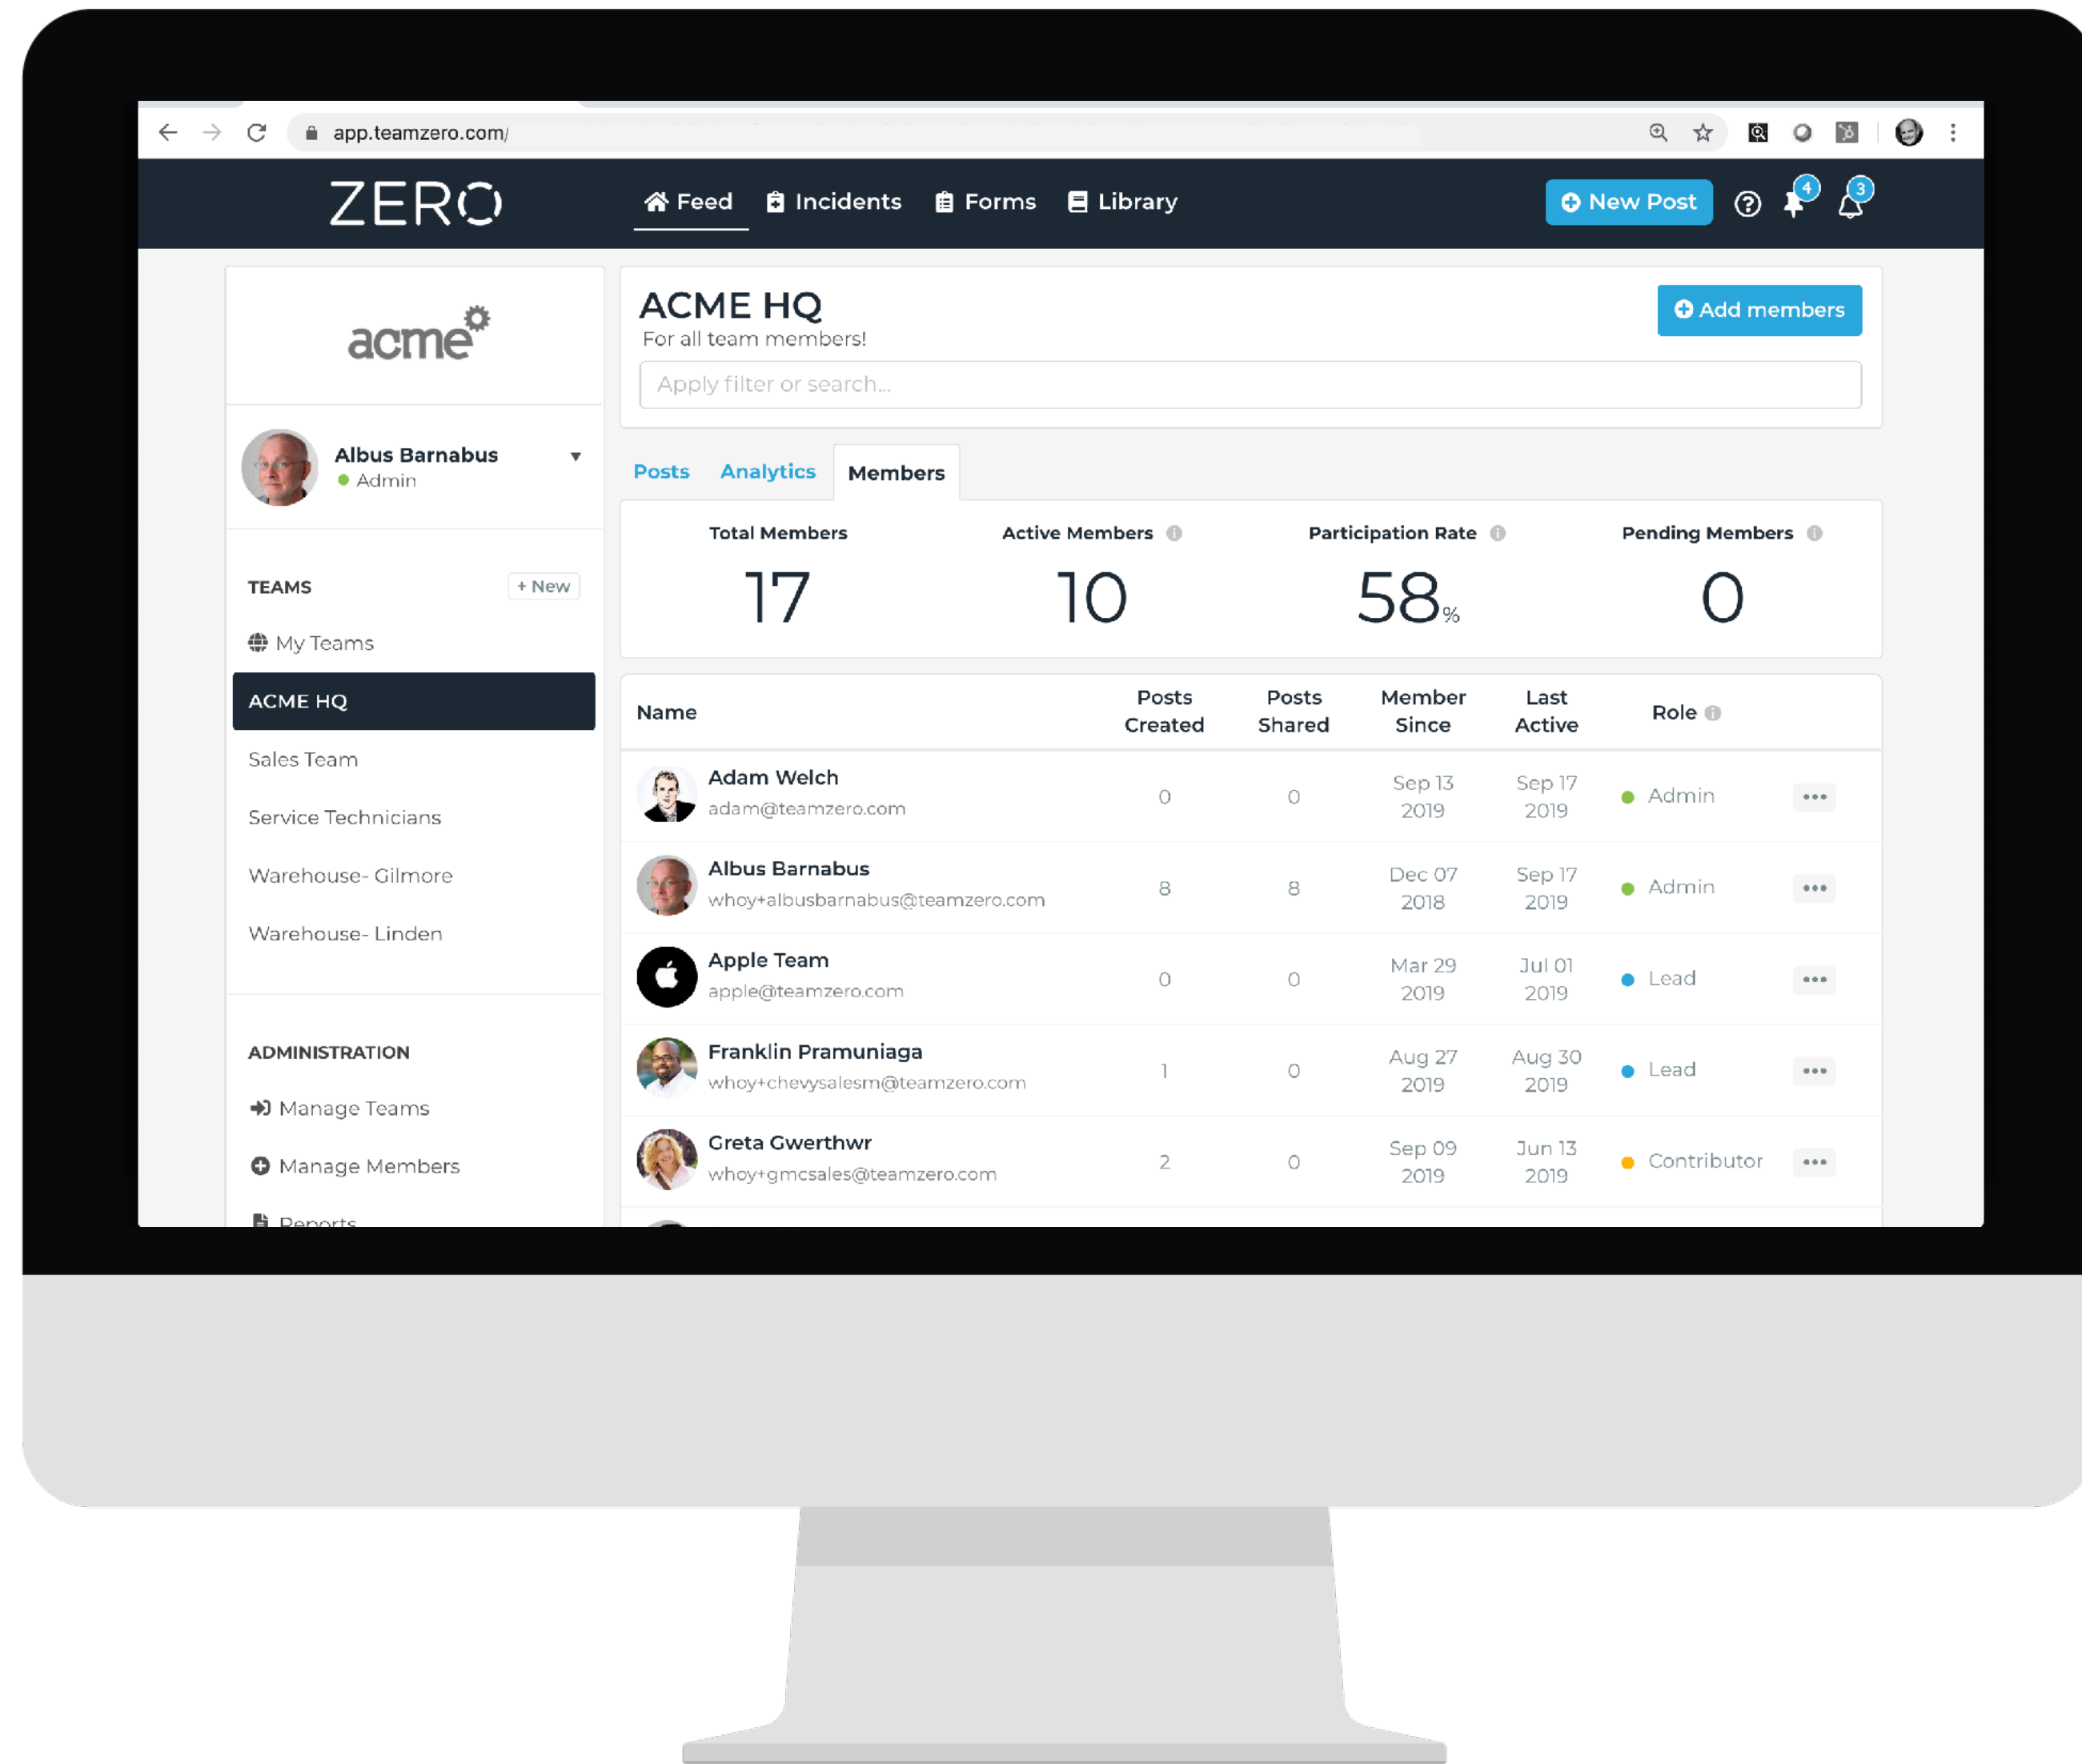 app.teamzero.com/
ZERO
Feed
Incidents
Forms
Library
New Post
4
3
acme
Albus Barnabus
Admin
TEAMS
+ New
My Teams
ACME HQ
Sales Team
Service Technicians
Warehouse- Gilmore
Warehouse- Linden
ADMINISTRATION
Manage Teams
Manage Members
Reports
ACME HQ
For all team members!
Add members
Apply filter or search...
Posts
Analytics
Members
Total Members
17
Active Members
10
Participation Rate
58%
Pending Members
0
Name
Posts Created
Posts Shared
Member Since
Last Active
Role
Adam Welch
adam@teamzero.com
0
0
Sep 13 2019
Sep 17 2019
Admin
Albus Barnabus
whoy+albusbarnabus@teamzero.com
8
8
Dec 07 2018
Sep 17 2019
Admin
Apple Team
apple@teamzero.com
0
0
Mar 29 2019
Jul 01 2019
Lead
Franklin Pramuniaga
whoy+chevysalesm@teamzero.com
1
0
Aug 27 2019
Aug 30 2019
Lead
Greta Gwerthwr
whoy+gmcsales@teamzero.com
2
0
Sep 09 2019
Jun 13 2019
Contributor